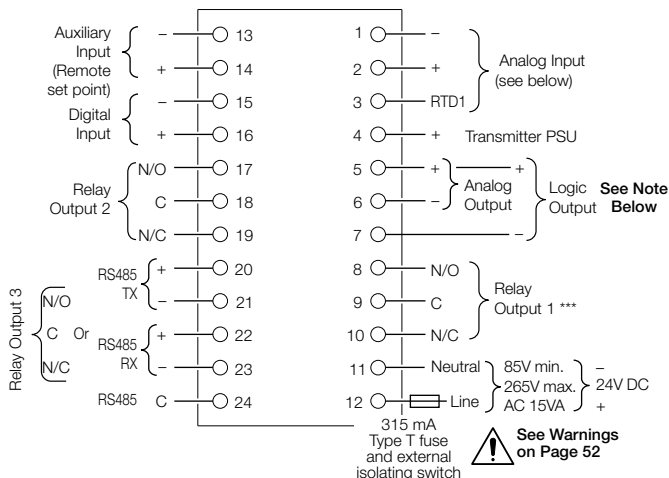 Auxiliary
Input
(Remote
set point)
– 13
+ 14
Digital
Input
– 15
+ 16
Relay
Output 2
N/O 17
C 18
N/C 19
RS485
TX
+ 20
– 21
Relay Output 3
N/O
C Or
N/C
RS485
RX
+ 22
– 23
RS485 C 24
1 –
2 +
3 RTD1
Analog Input
(see below)
4 + Transmitter PSU
5 + +
6 –
Analog
Output
7 –
Logic
Output
See Note
Below
8 N/O
9 C
10 N/C
Relay
Output 1 ***
11 Neutral
12 Line
85V min.
265V max.
AC 15VA
–
24V DC
+
315 mA
Type T fuse
and external
isolating switch
See Warnings
on Page 52